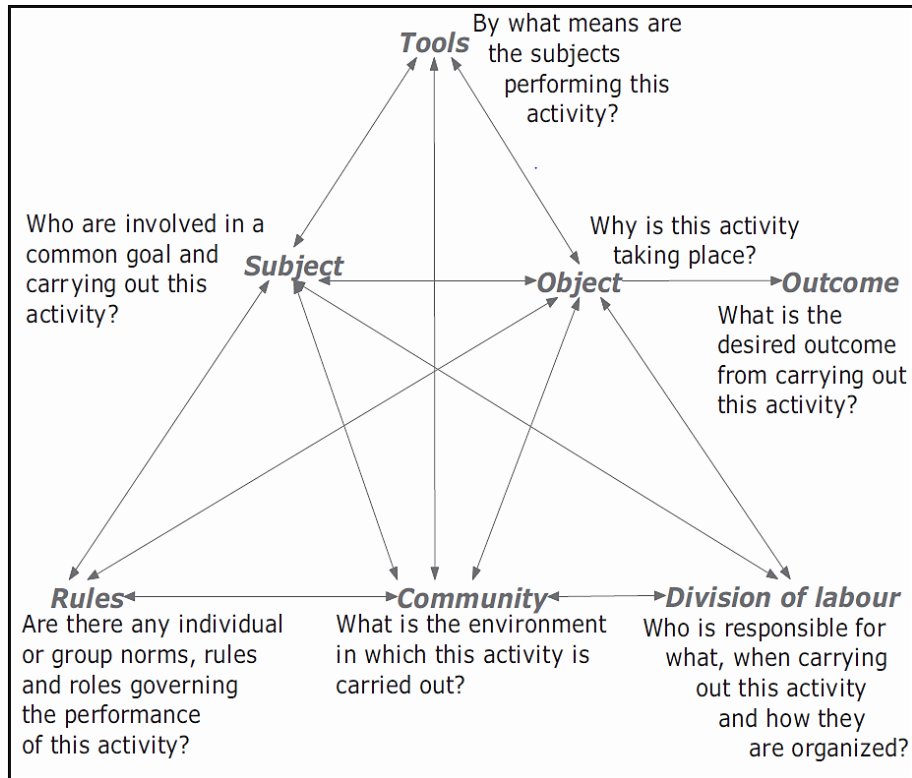 Tools
By what means are
the subjects
performing this
activity?
Who are involved in a
common goal and
carrying out this
activity?
Subject
Why is this activity
taking place?
Object
Outcome
What is the
desired outcome
from carrying out
this activity?
Rules
Are there any individual
or group norms, rules
and roles governing
the performance
of this activity?
Community
What is the environment
in which this activity is
carried out?
Division of labour
Who is responsible for
what, when carrying
out this activity
and how they
are organized?